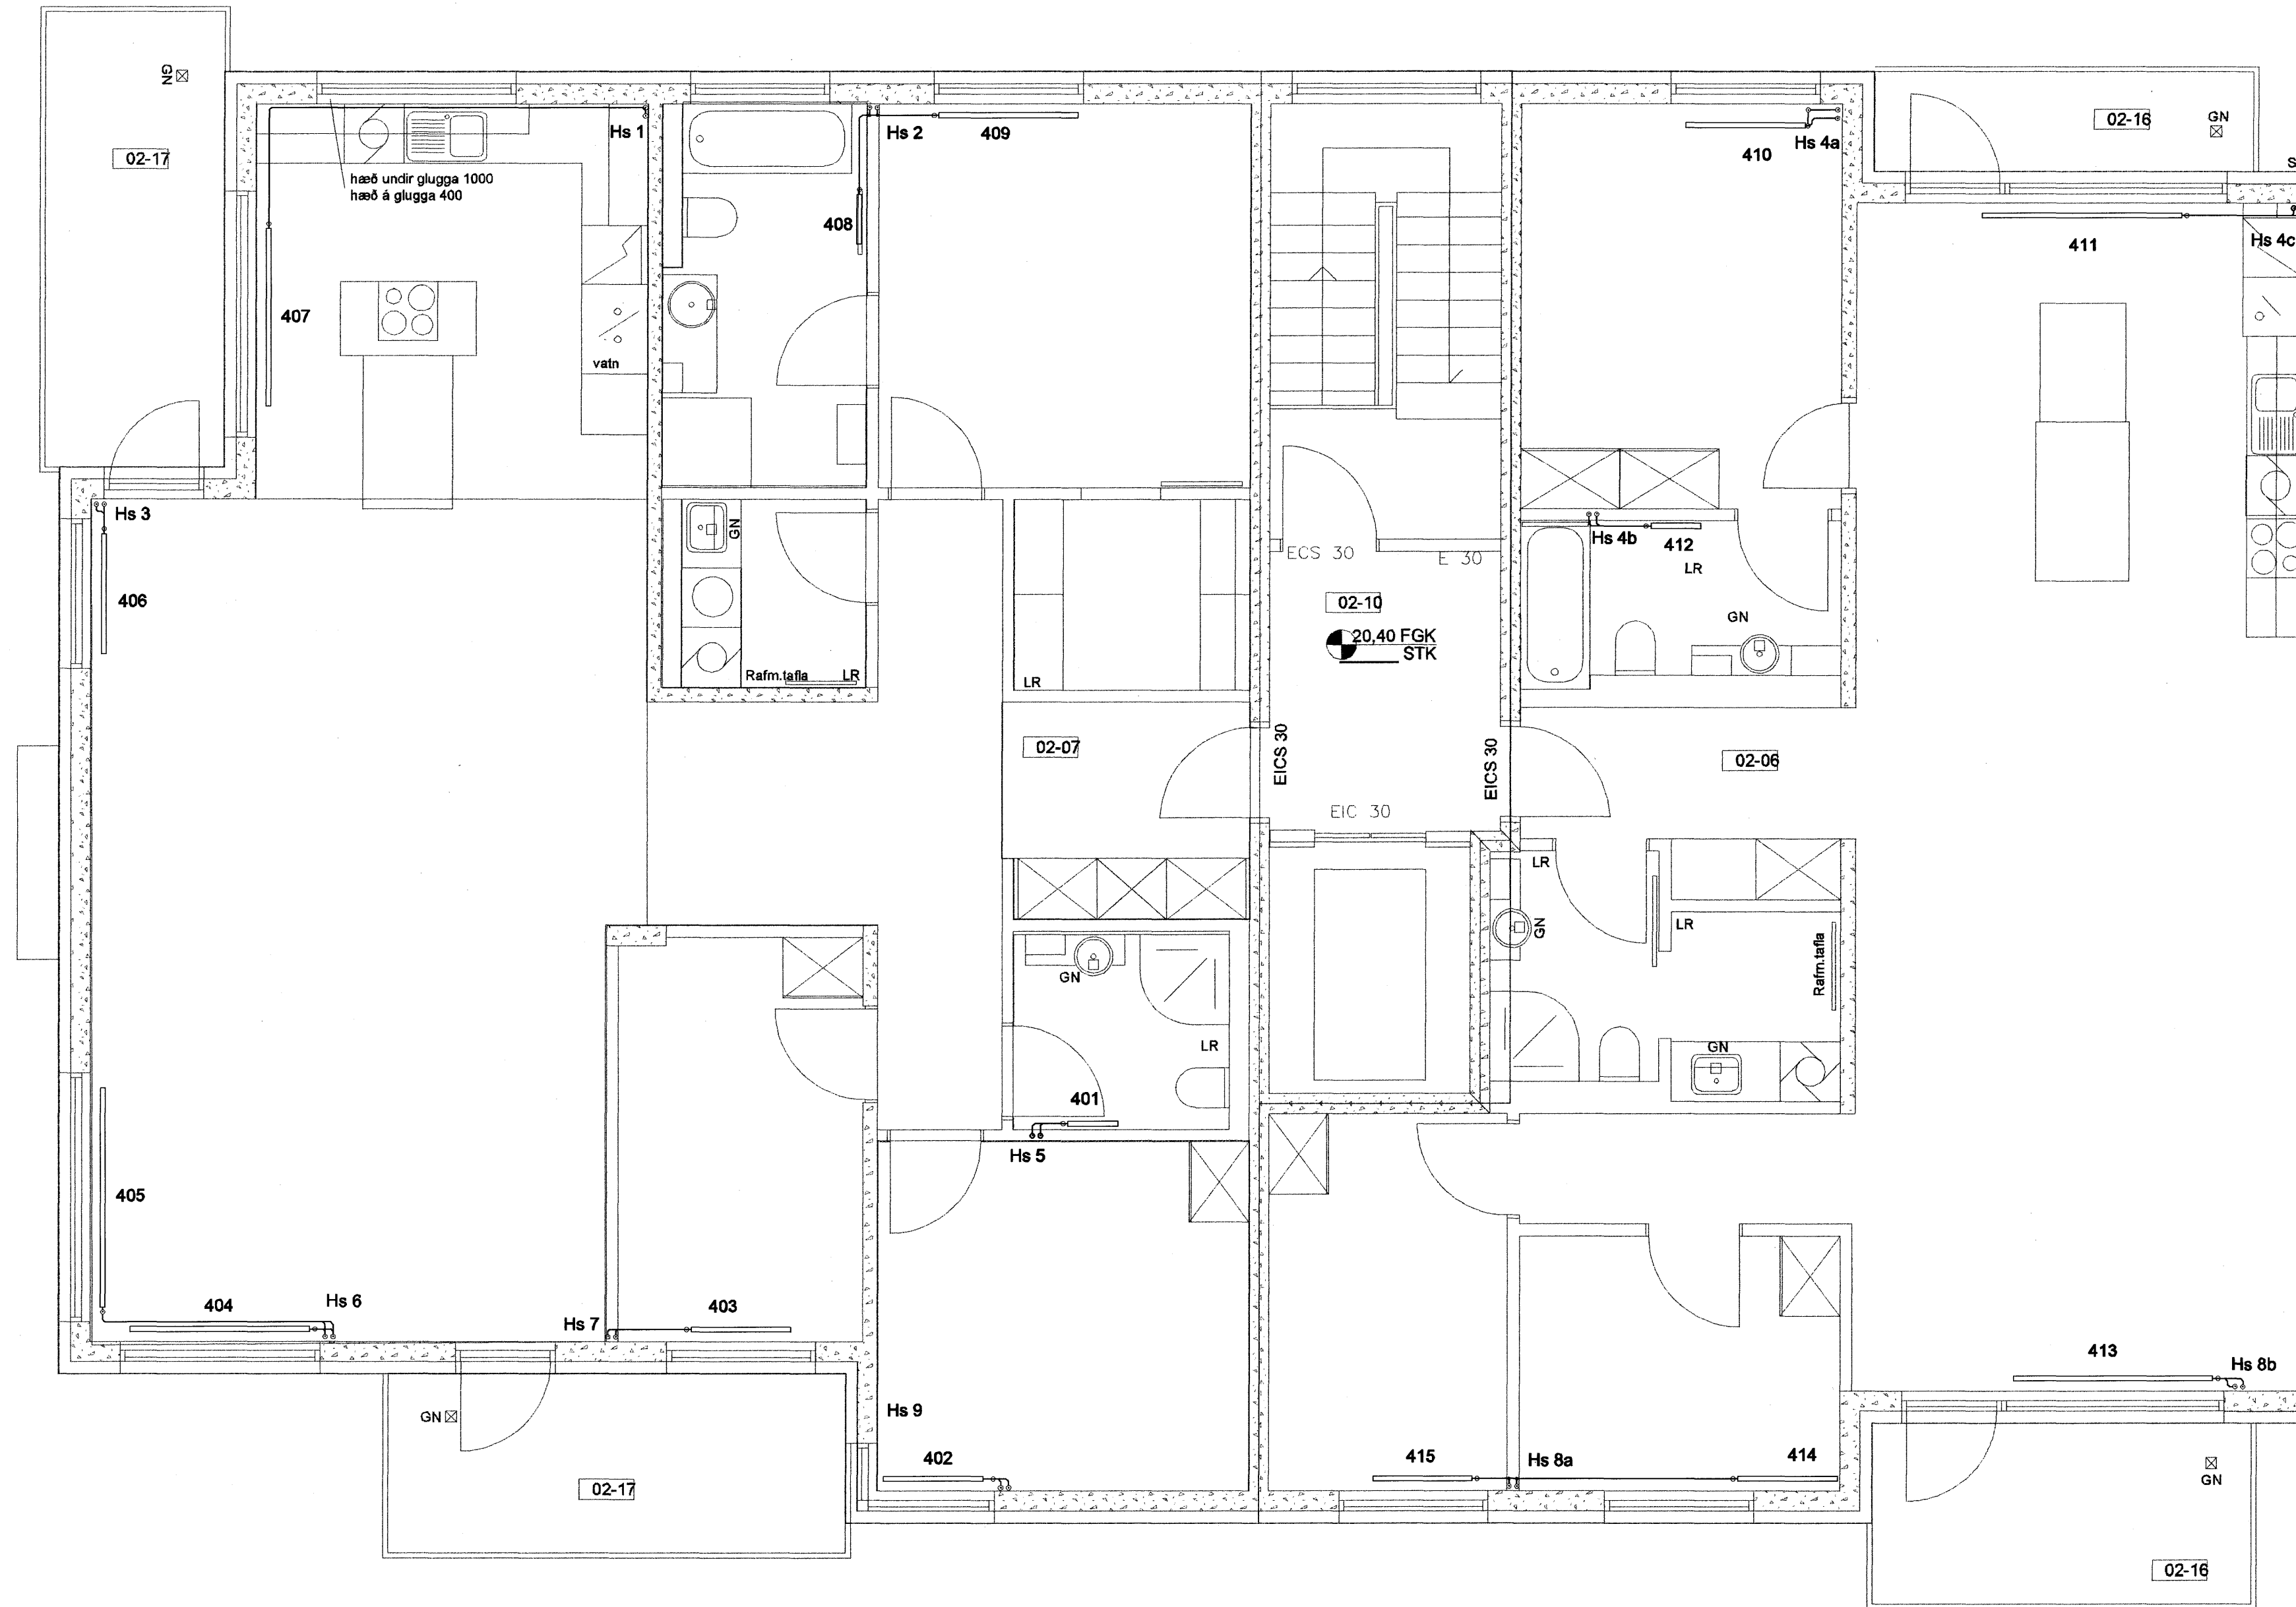 GN
02-17
Hs 1
hæð undir glugga 1000
hæð á glugga 400
407
vatn
408
Hs 2
409
410
Hs 4a
02-16
GN
411
Hs 4c
Hs 3
406
GN
Rafm.tafla
LR
LR
ECS 30
E 30
02-10
20,40 FGK
STK
Hs 4b
412
LR
GN
02-07
EICS 30
EICS 30
EIC 30
02-06
LR
GN
LR
Rafm.tafla
GN
GN
LR
401
Hs 5
405
404
Hs 6
Hs 7
403
Hs 9
402
415
Hs 8a
414
413
Hs 8b
GN
02-17
GN
02-16